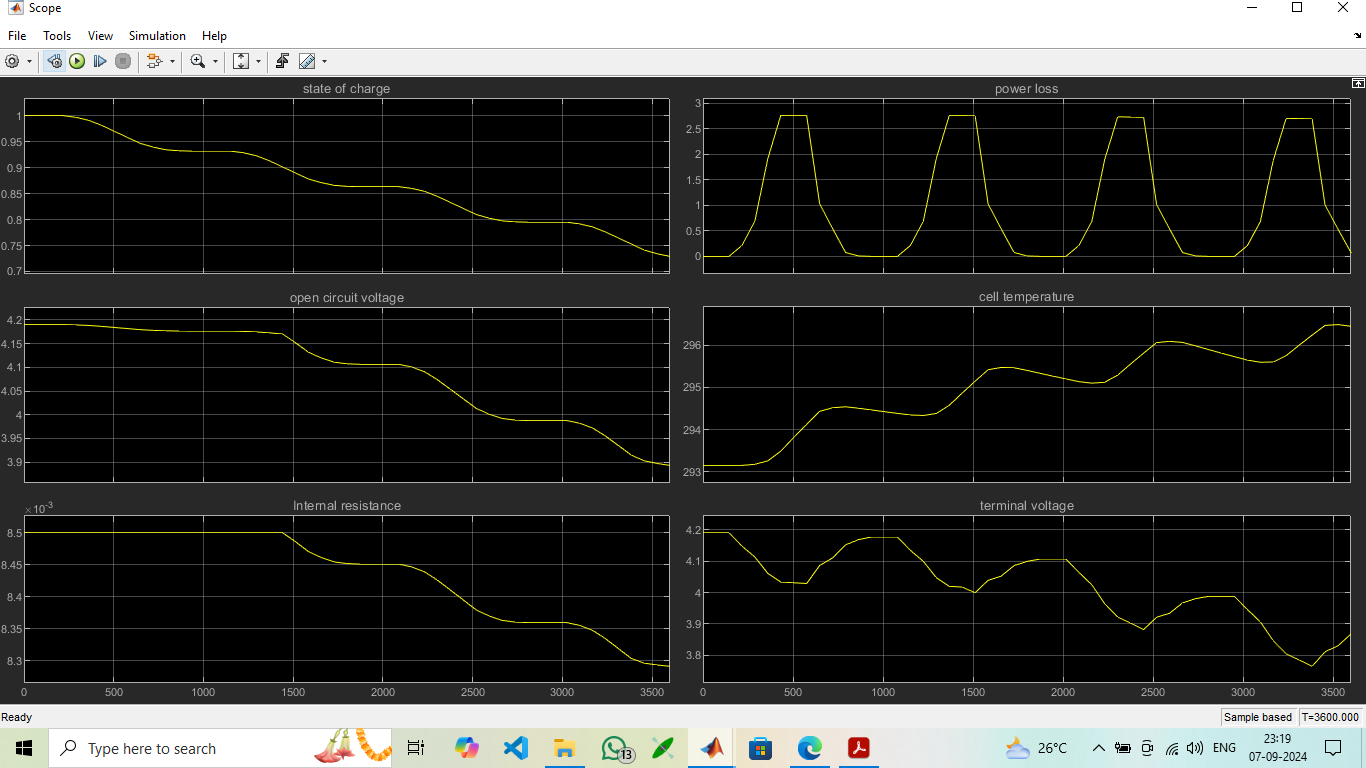 Scope
File Tools View Simulation Help
state of charge
1
0.95
0.9
0.85
0.8
0.75
0.7
power loss
3
2.5
2
1.5
1
0.5
0
open circuit voltage
4.2
4.15
4.1
4.05
4
3.95
3.9
cell temperature
296
295
294
293
Internal resistance
×10⁻³
8.5
8.45
8.4
8.35
8.3
0 500 1000 1500 2000 2500 3000 3500
terminal voltage
4.2
4.1
4
3.9
3.8
0 500 1000 1500 2000 2500 3000 3500
Ready
Sample based T=3600.000
Type here to search
13
26°C
ENG
23:19
07-09-2024